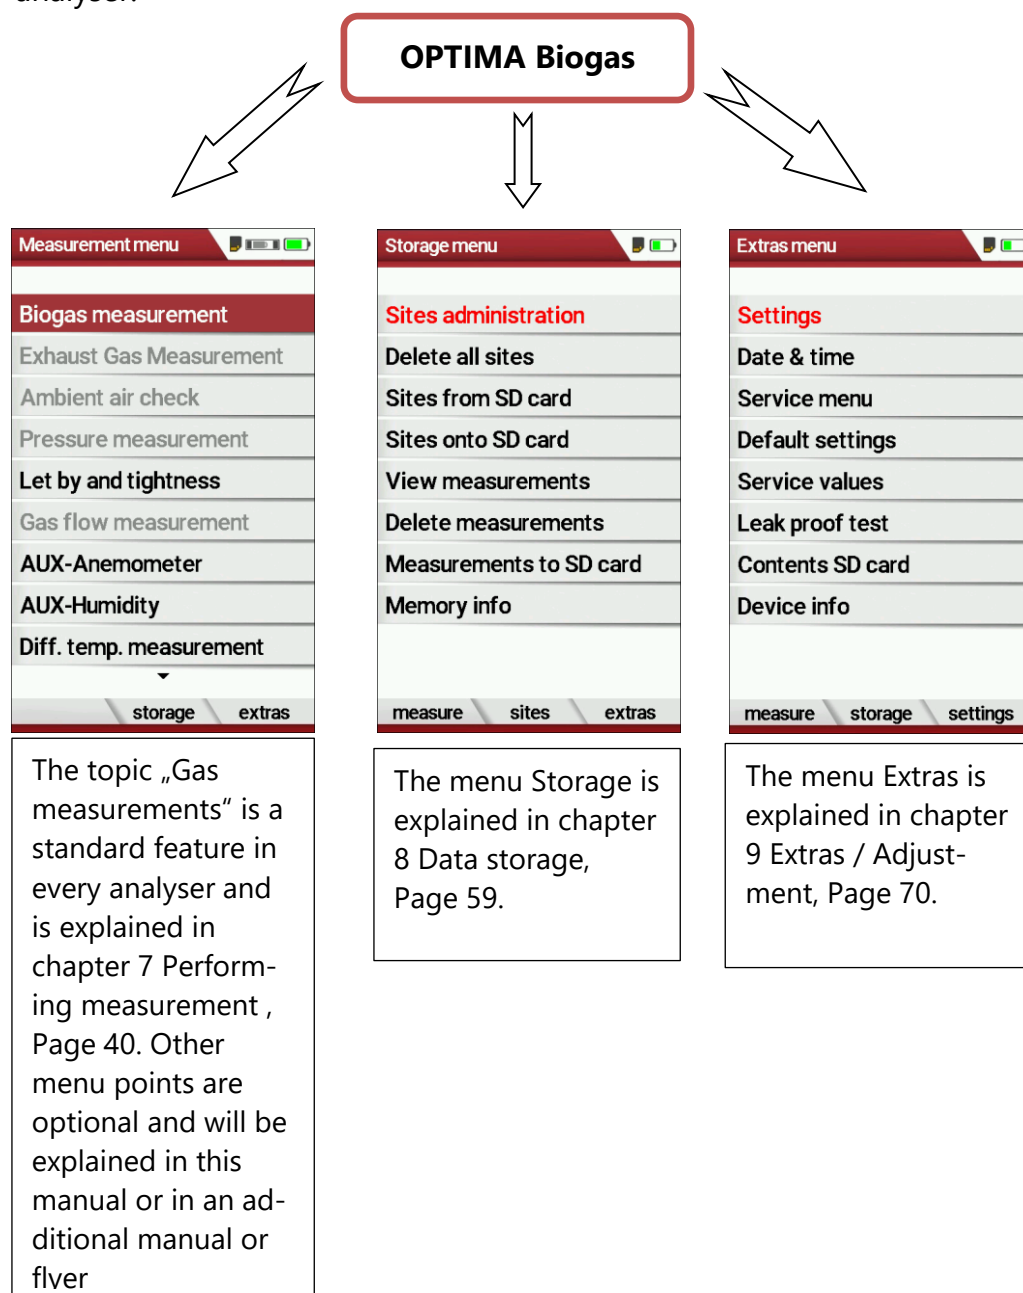 analyser.
OPTIMA Biogas
Measurement menu
Biogas measurement
Exhaust Gas Measurement
Ambient air check
Pressure measurement
Let by and tightness
Gas flow measurement
AUX-Anemometer
AUX-Humidity
Diff. temp. measurement
storage extras
The topic „Gas
measurements“ is a
standard feature in
every analyser and
is explained in
chapter 7 Perform-
ing measurement ,
Page 40. Other
menu points are
optional and will be
explained in this
manual or in an ad-
ditional manual or
flyer
Storage menu
Sites administration
Delete all sites
Sites from SD card
Sites onto SD card
View measurements
Delete measurements
Measurements to SD card
Memory info
measure sites extras
The menu Storage is
explained in chapter
8 Data storage,
Page 59.
Extras menu
Settings
Date & time
Service menu
Default settings
Service values
Leak proof test
Contents SD card
Device info
measure storage settings
The menu Extras is
explained in chapter
9 Extras / Adjust-
ment, Page 70.